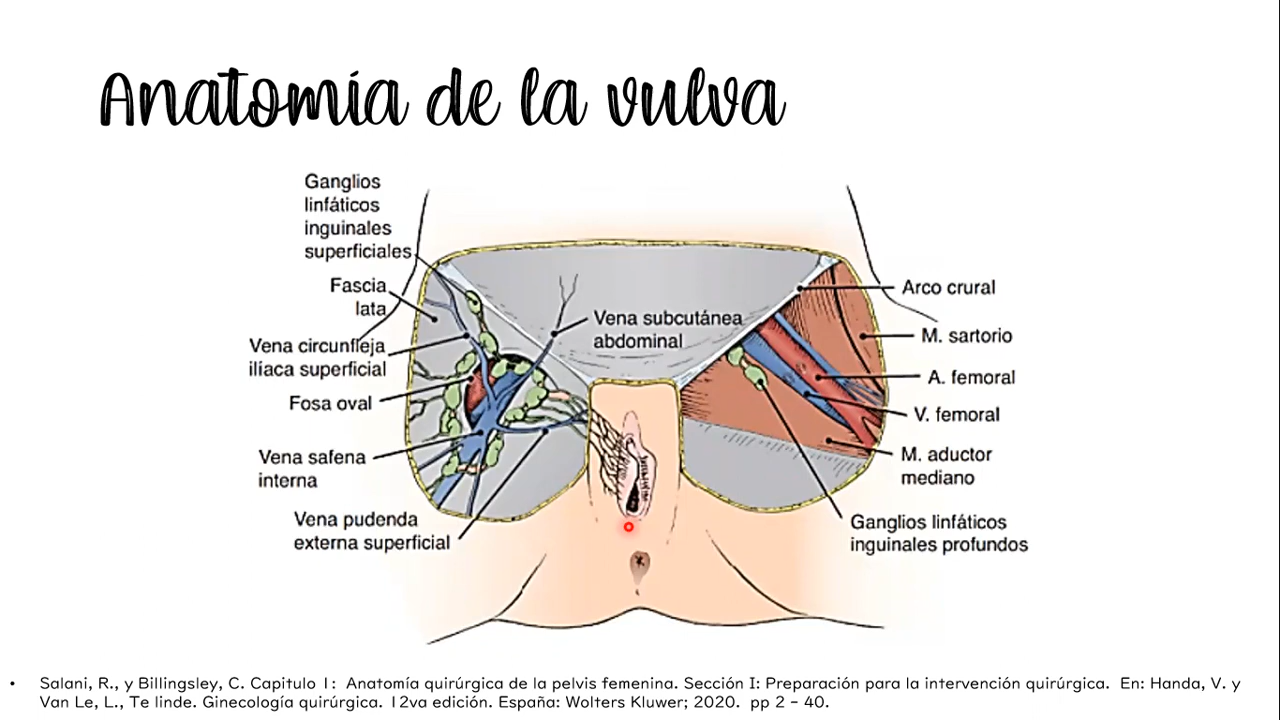 Anatomía de la vulva
Ganglios
linfáticos
inguinales
superficiales
Fascia
lata
Vena circunfleja
ilíaca superficial
Fosa oval
Vena safena
interna
Vena pudenda
externa superficial
Vena subcutánea
abdominal
Arco crural
M. sartorio
A. femoral
V. femoral
M. aductor
mediano
Ganglios linfáticos
inguinales profundos
• Salani, R., y Billingsley, C. Capitulo 1: Anatomía quirúrgica de la pelvis femenina. Sección I: Preparación para la intervención quirúrgica. En: Handa, V. y
Van Le, L., Te linde. Ginecología quirúrgica. 12va edición. España: Wolters Kluwer; 2020. pp 2 – 40.